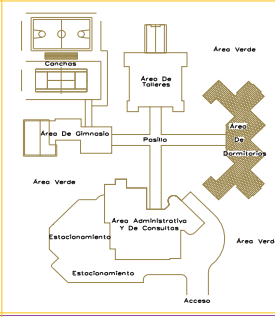 Área Verde
Canchas
Área De
Talleres
Área De Gimnasio
Pasillo
Área
De
Dormitorios
Área Verde
Área Administrativa
Y De Consultas
Estacionamiento
Área Verde
Estacionamiento
Acceso